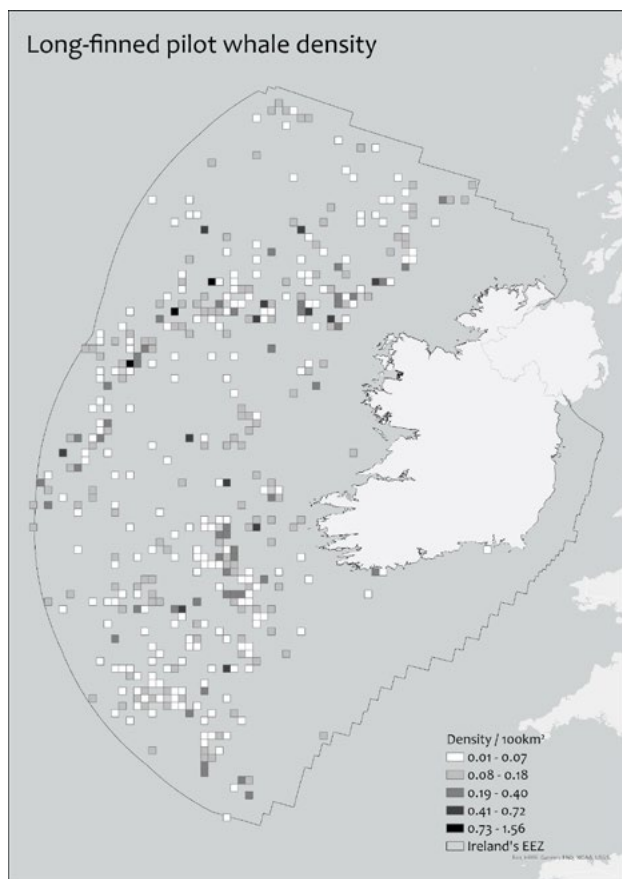 Long-finned pilot whale density
Density / 100km²
0.01 - 0.07
0.08 - 0.18
0.19 - 0.40
0.41 - 0.72
0.73 - 1.56
Ireland's EEZ